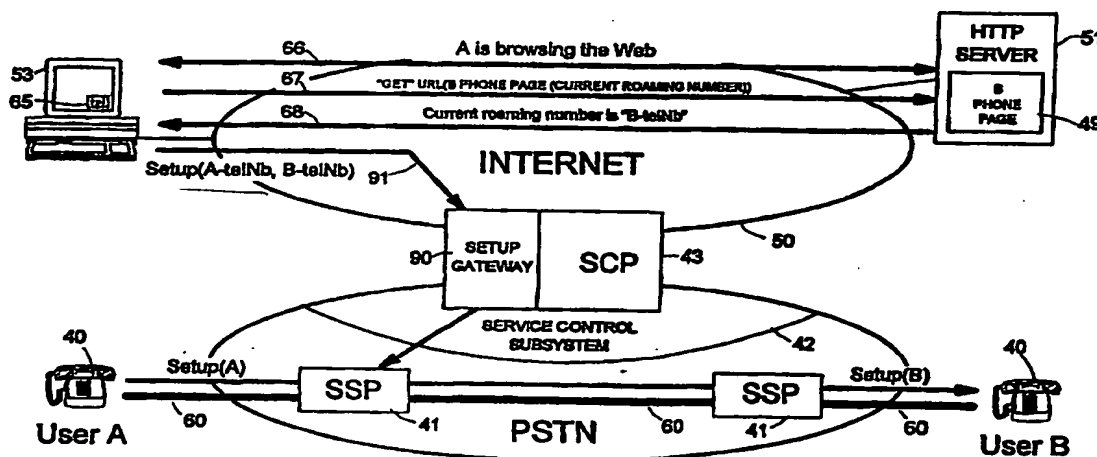 66
A is browsing the Web
HTTP
SERVER
51
53
67
"GET" URL(B PHONE PAGE (CURRENT ROAMING NUMBER))
65
B
PHONE
PAGE
49
68
Current roaming number is "B-telNb"
INTERNET
Setup(A-telNb, B-telNb)
91
50
90
SETUP
GATEWAY
SCP
43
SERVICE CONTROL
SUBSYSTEM
42
40
Setup(A)
SSP
SSP
Setup(B)
40
60
41
60
41
60
User A
PSTN
User B